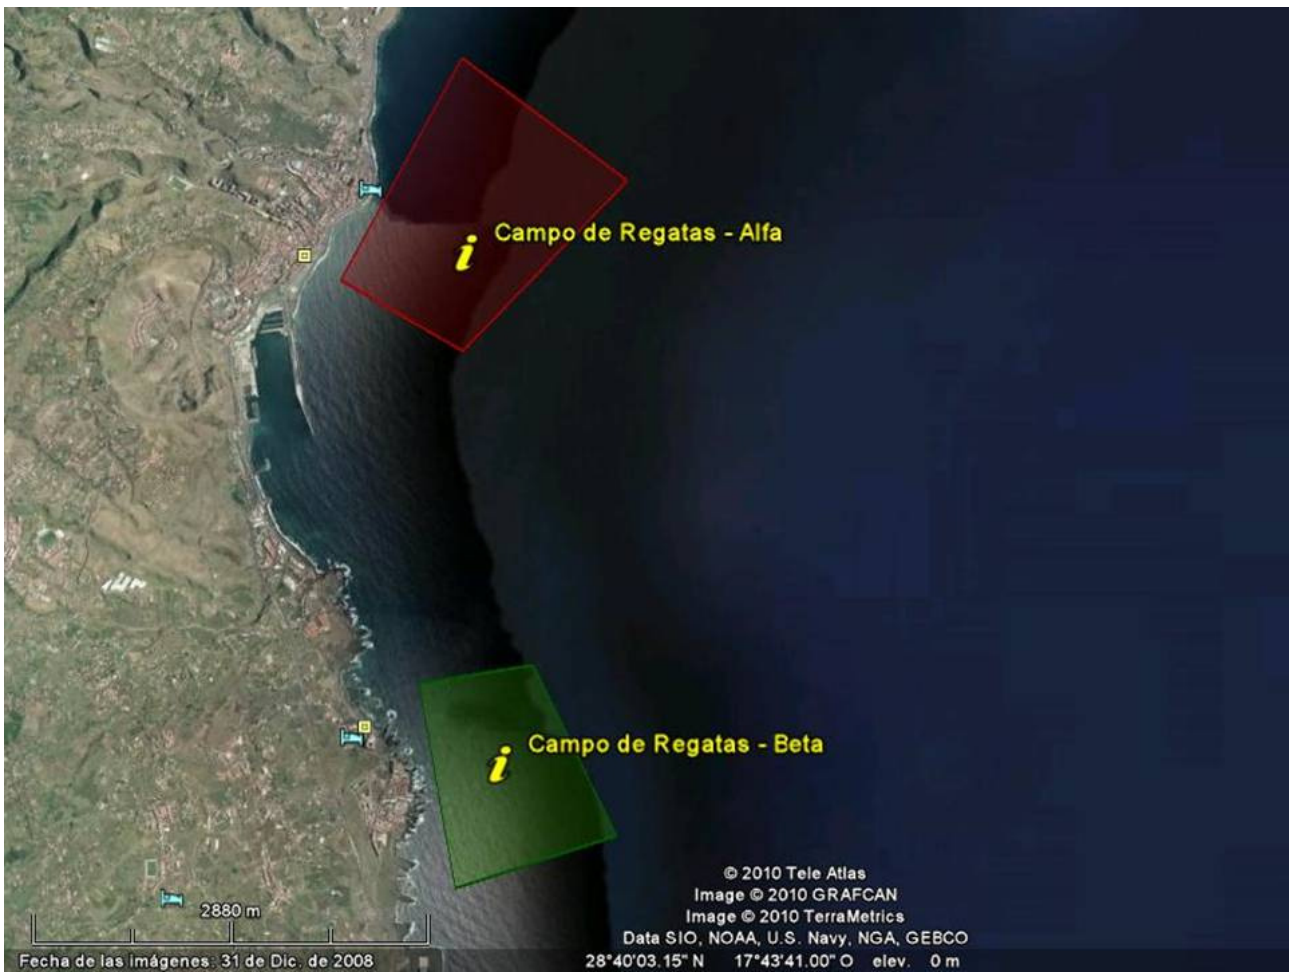 Campo de Regatas - Alfa
Campo de Regatas - Beta
© 2010 Tele Atlas
Image © 2010 GRAFCAN
Image © 2010 TerraMetrics
Data SIO, NOAA, U.S. Navy, NGA, GEBCO
2880 m
Fecha de las imágenes: 31 de Dic. de 2008
28°40'03.15" N 17°43'41.00" O elev. 0 m